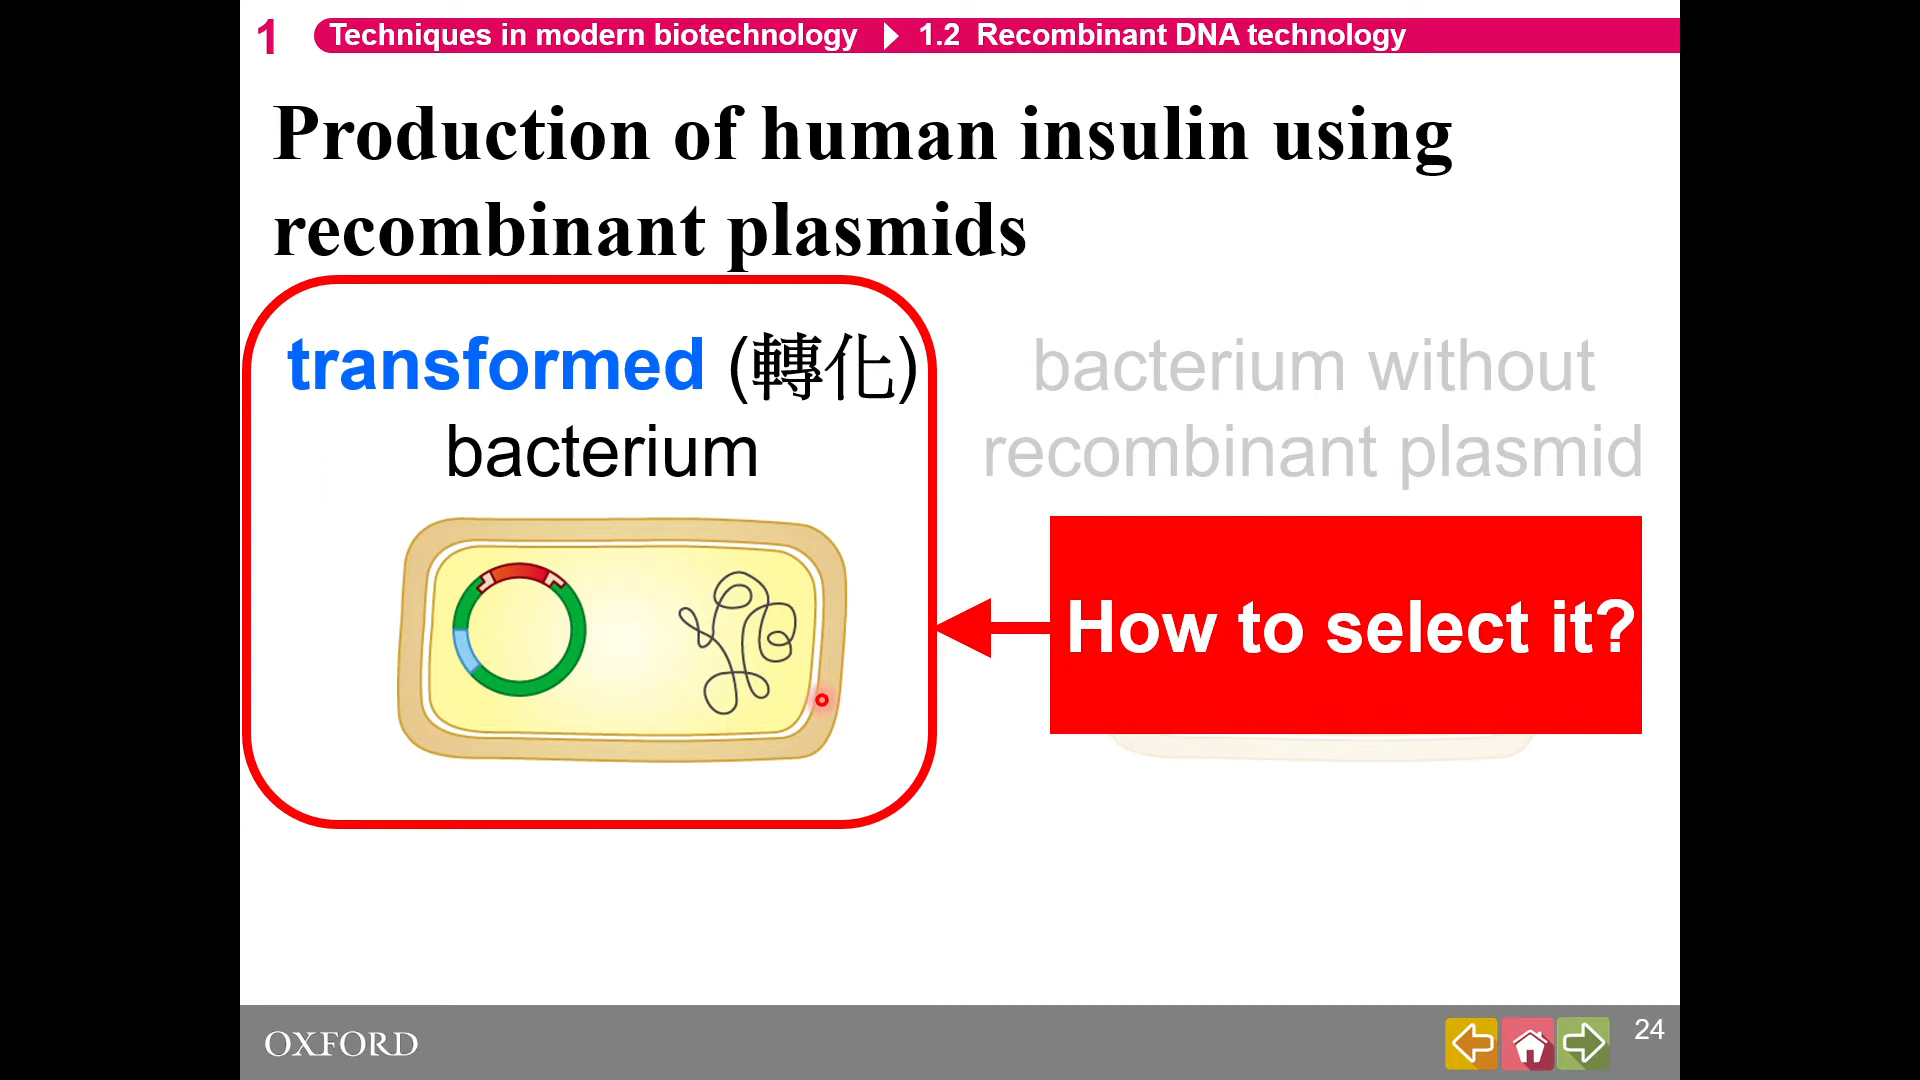 1 Techniques in modern biotechnology 1.2 Recombinant DNA technology
Production of human insulin using
recombinant plasmids
transformed (轉化)
bacterium
bacterium without
recombinant plasmid
How to select it?
OXFORD
24